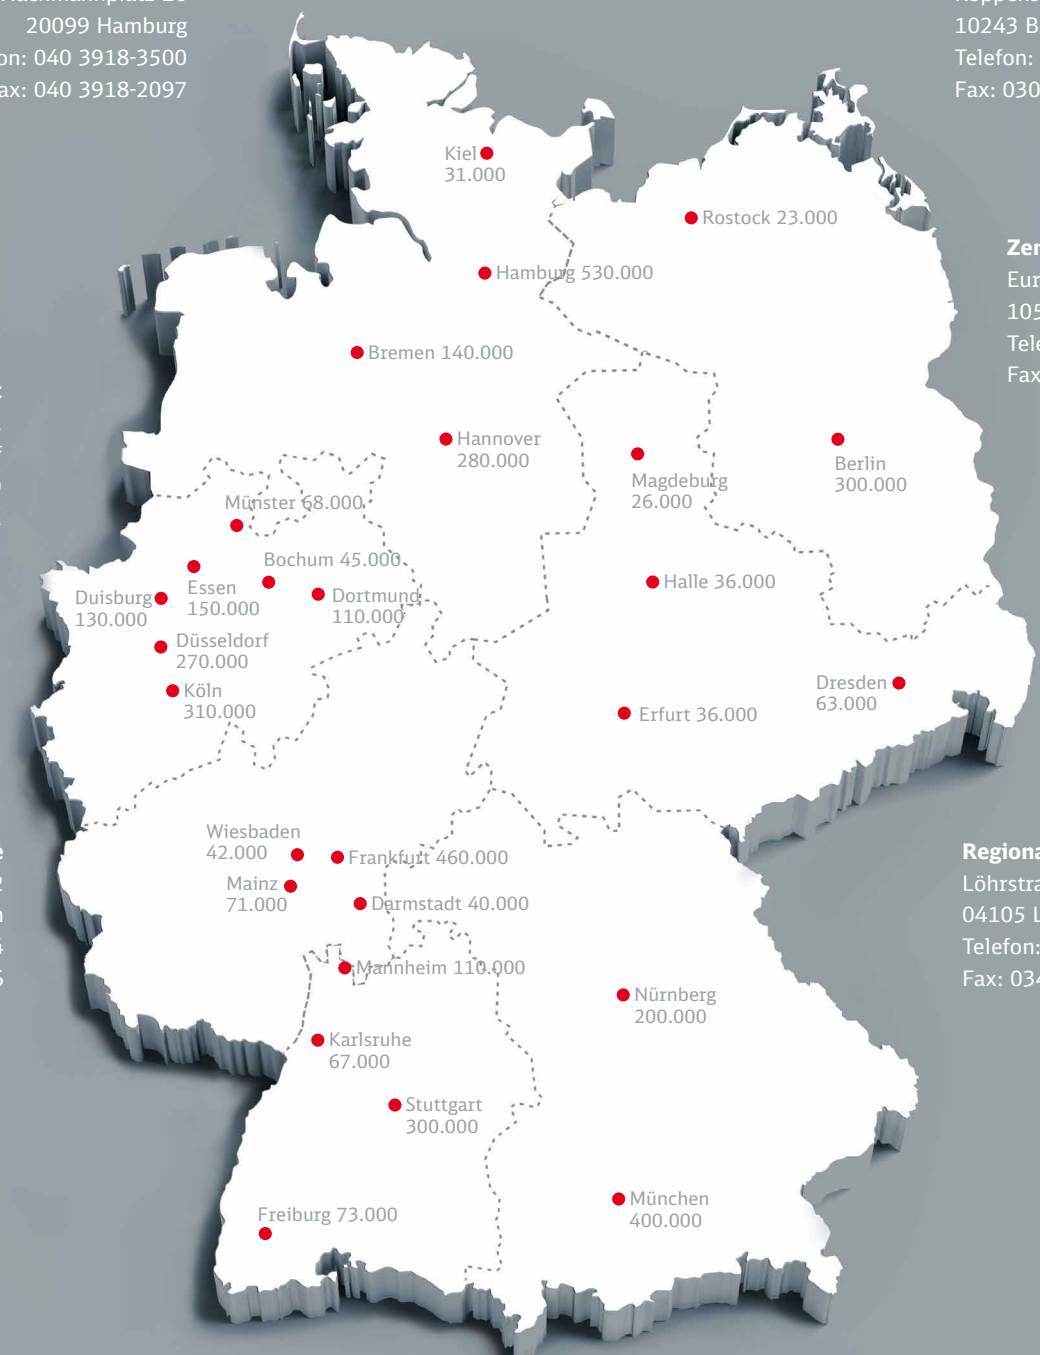 20099 Hamburg
040 3918-3500
040 3918-2097
10243
Telefon:
Fax: 030
Kiel
31.000
Rostock 23.000
Hamburg 530.000
Bremen 140.000
Hannover
280.000
Magdeburg
26.000
Berlin
300.000
Münster 68.000
Bochum 45.000
Essen
150.000
Duisburg
130.000
Dortmund
110.000
Halle 36.000
Düsseldorf
270.000
Köln
310.000
Dresden
63.000
Erfurt 36.000
Wiesbaden
42.000
Frankfurt 460.000
Mainz
71.000
Darmstadt 40.000
Mannheim 110.000
Nürnberg
200.000
Karlsruhe
67.000
Stuttgart
300.000
München
400.000
Freiburg 73.000
Fax
04105
Telefon:
Fax: